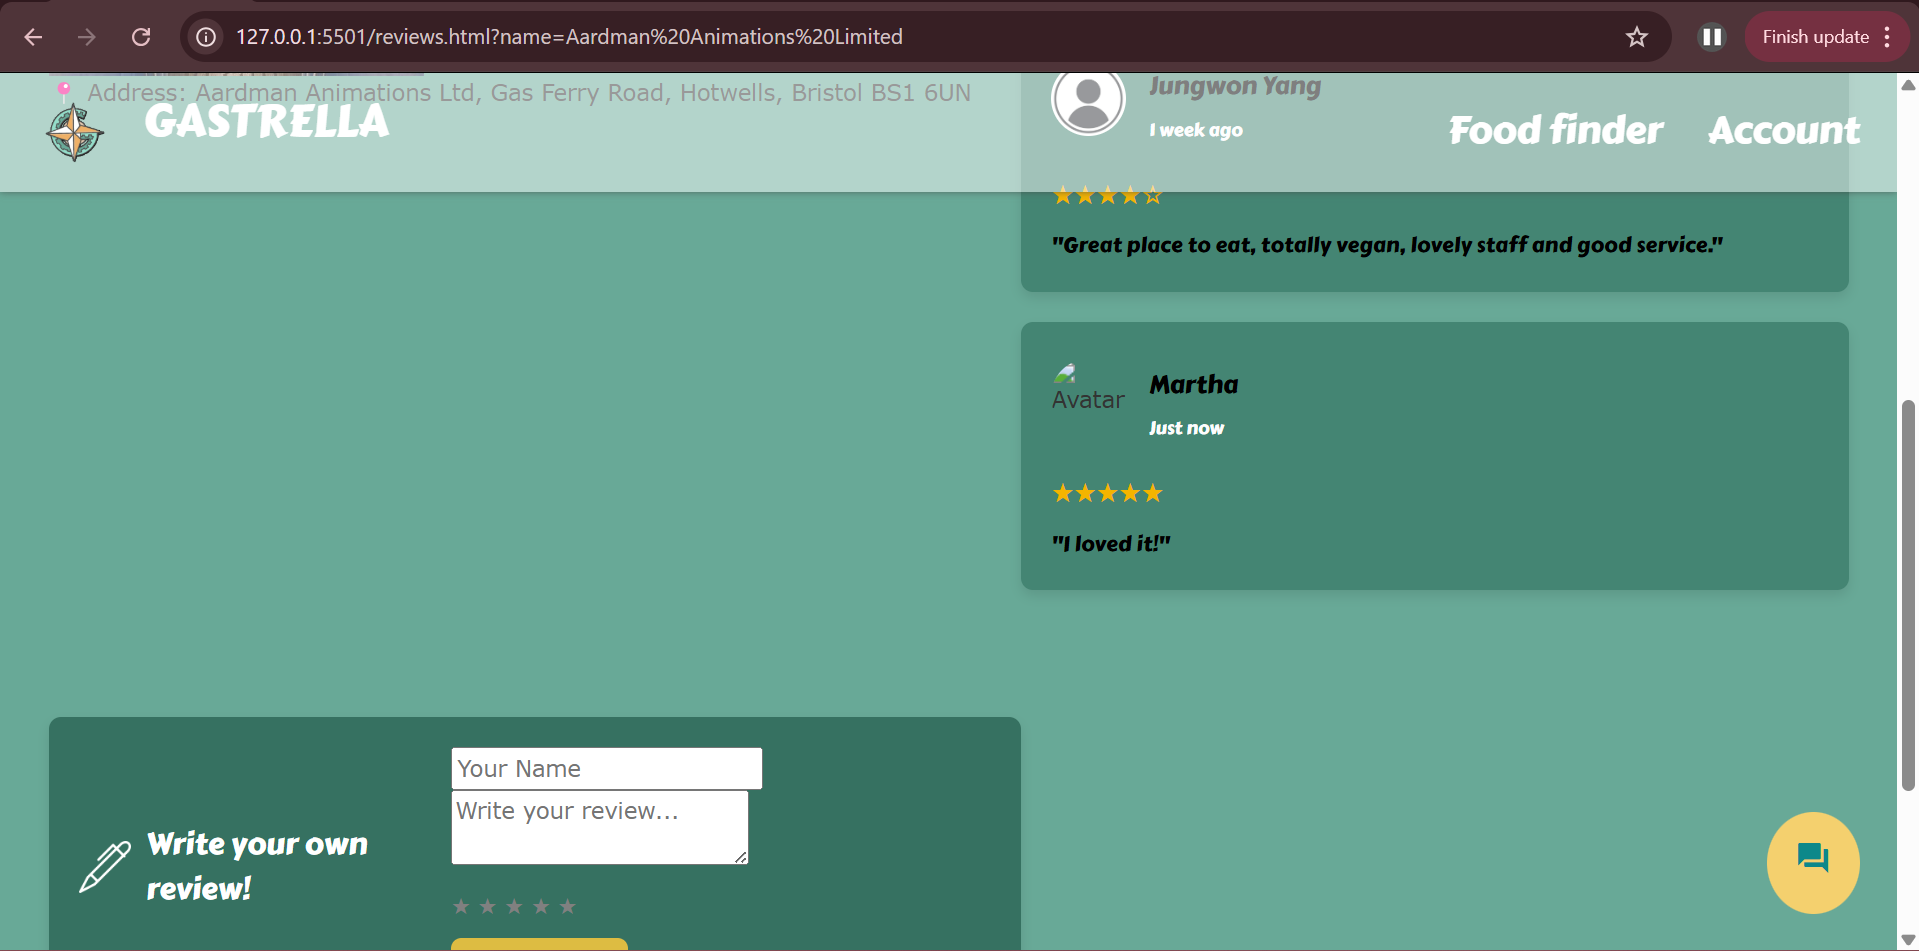 127.0.0.1:5501/reviews.html?name=Aardman%20Animations%20Limited
Finish update
Address: Aardman Animations Ltd, Gas Ferry Road, Hotwells, Bristol BS1 6UN
GASTRELLA
Food finder
Account
Jungwon Yang
1 week ago
★★★★☆
"Great place to eat, totally vegan, lovely staff and good service."
Avatar
Martha
Just now
★★★★★
"I loved it!"
Write your own
review!
Your Name
Write your review...
★ ★ ★ ★ ★